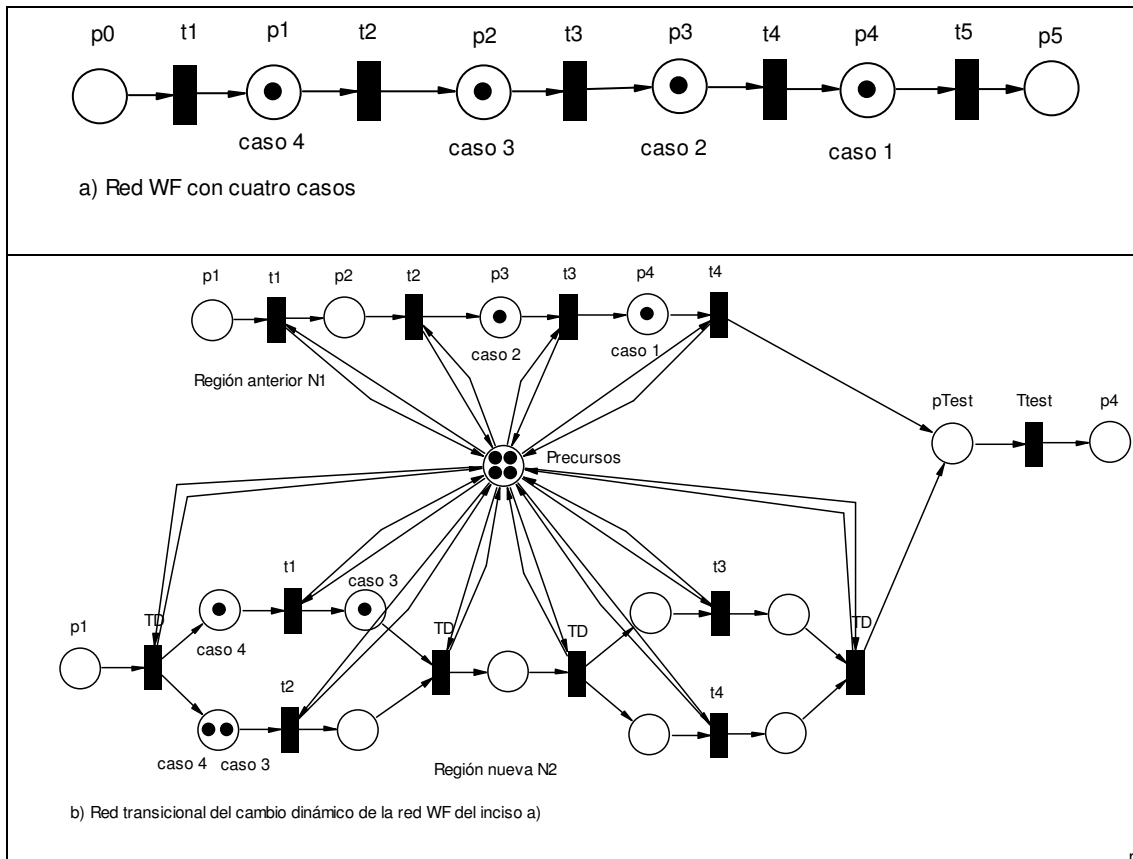 p0 t1 p1 t2 p2 t3 p3 t4 p4 t5 p5
caso 4 caso 3 caso 2 caso 1
a) Red WF con cuatro casos
p1 t1 p2 t2 p3 t3 p4 t4
caso 2 caso 1
Región anterior N1
pTest Ttest p4
Precursos
t1 caso 3 t3
p1 TD caso 4 TD TD TD
t2 t4
caso 4 caso 3
Región nueva N2
b) Red transicional del cambio dinámico de la red WF del inciso a)